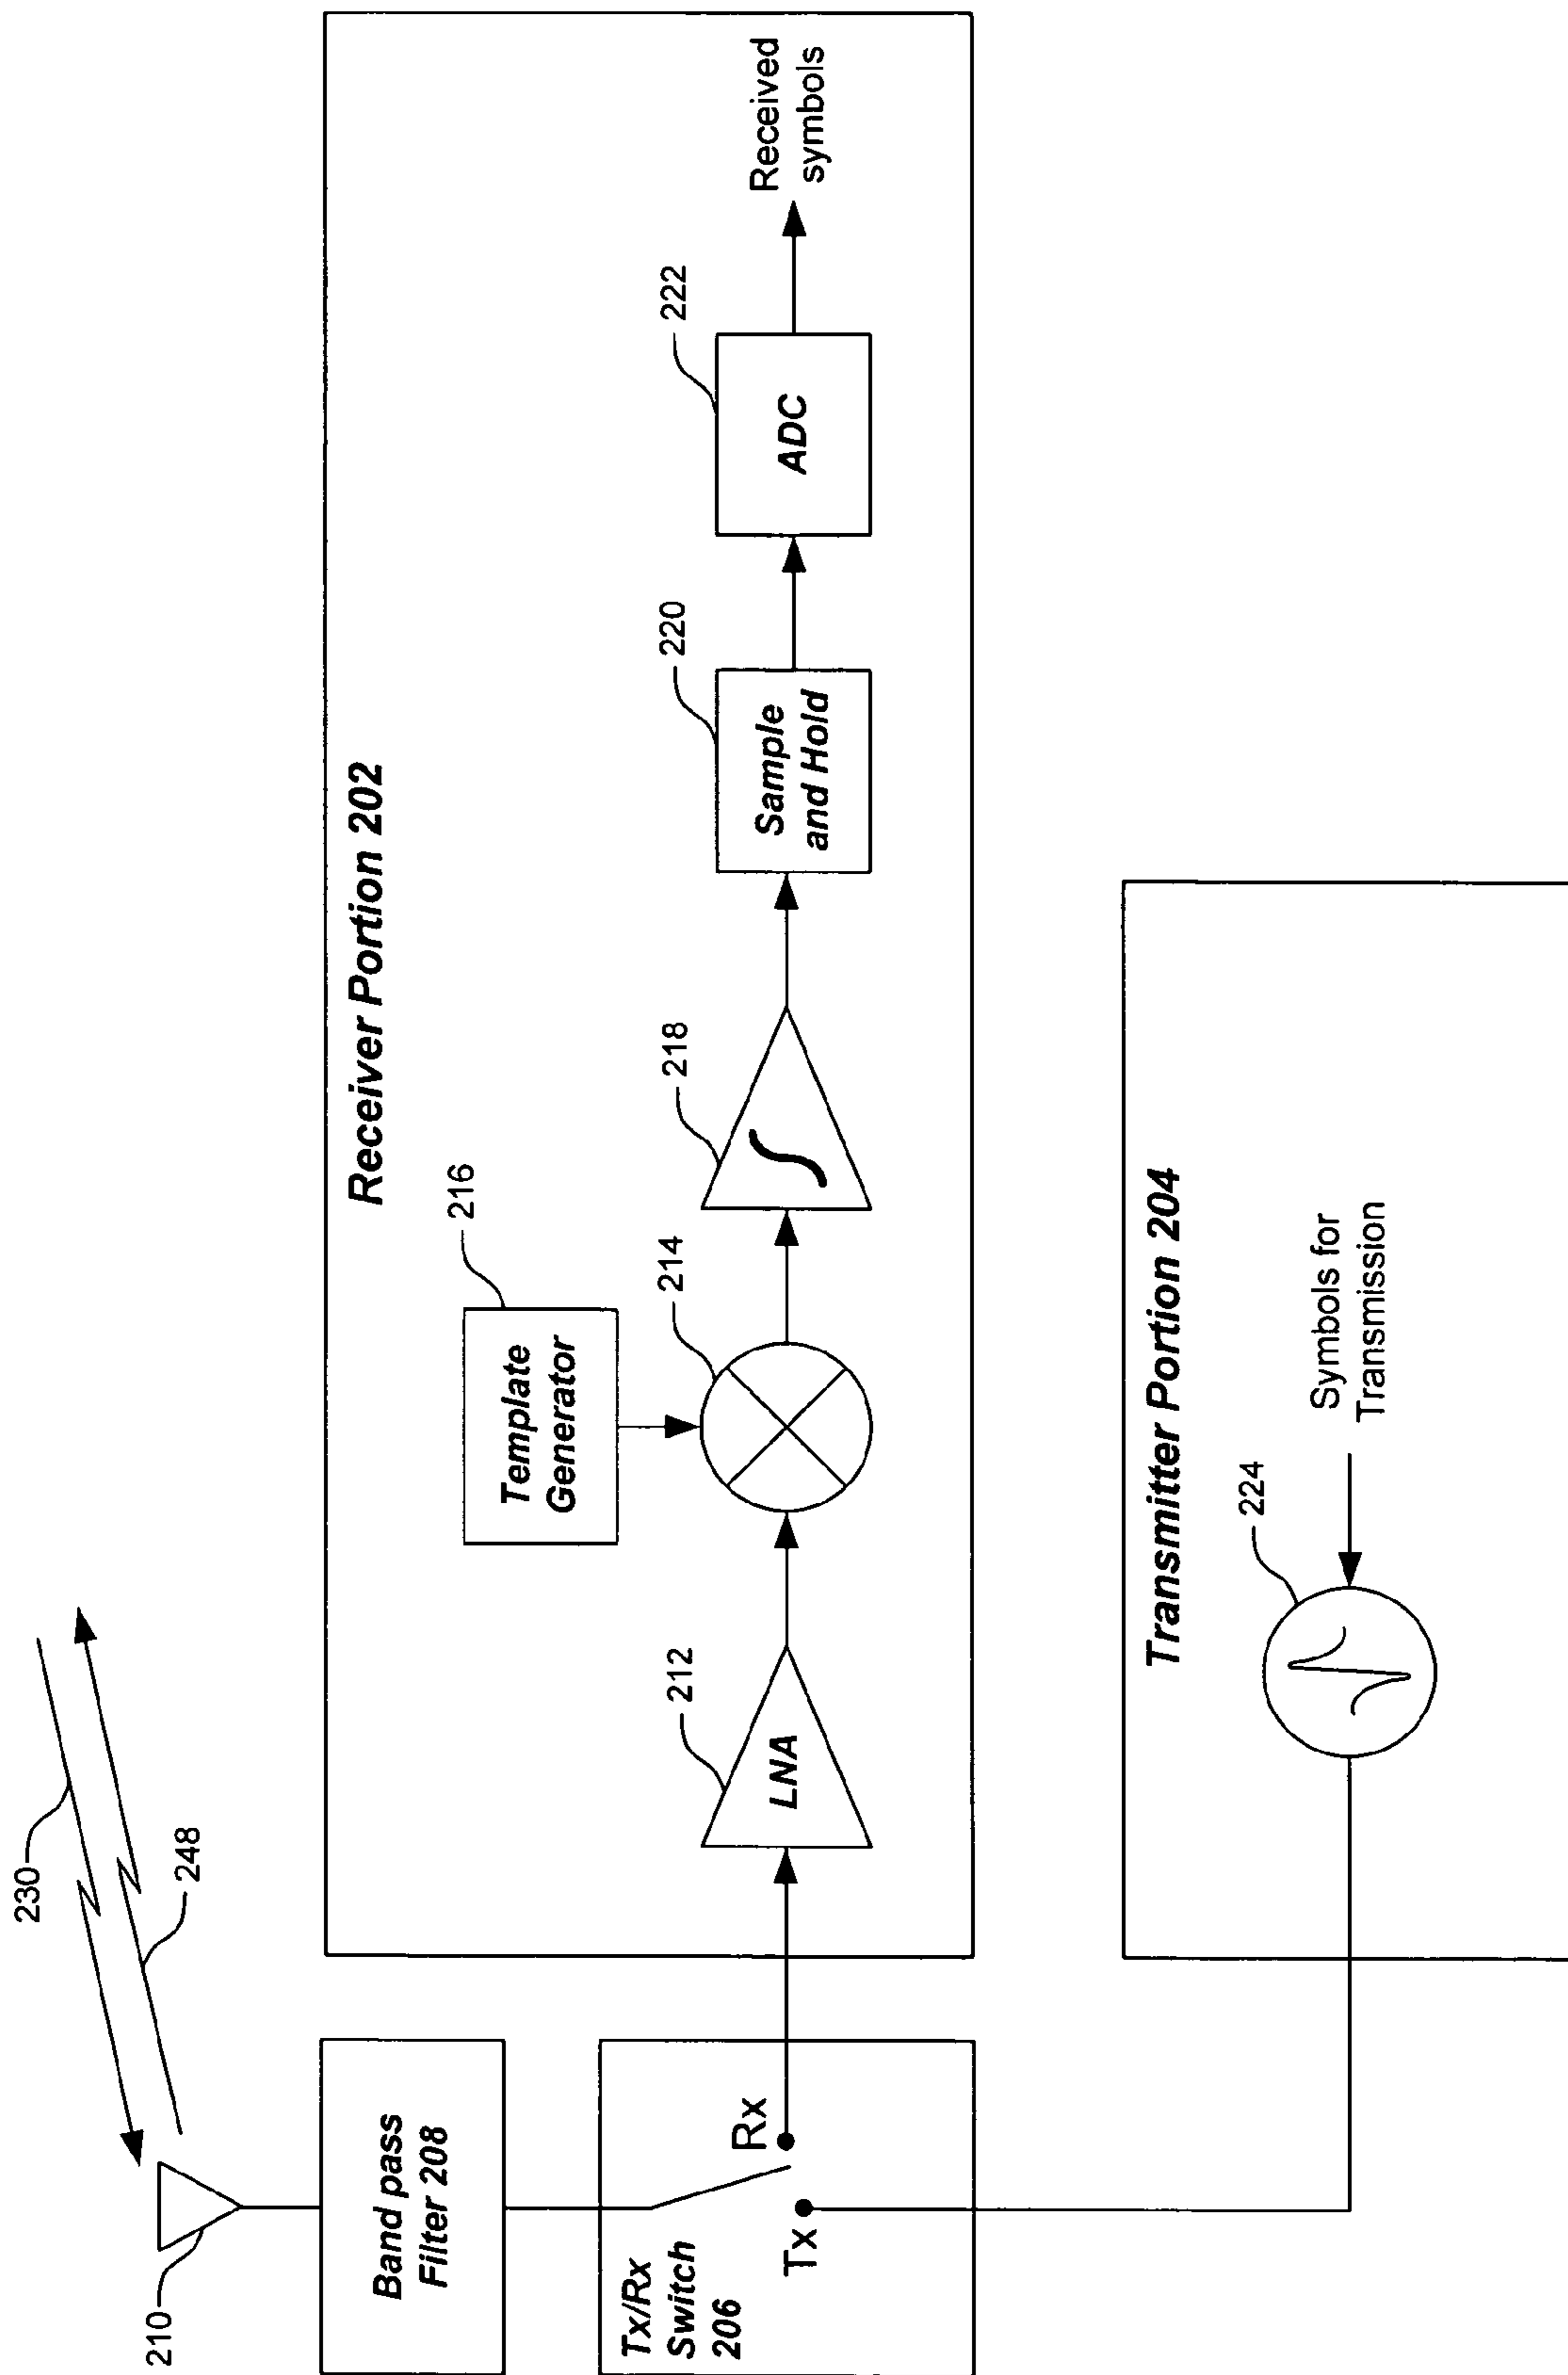 230
248
210
Band pass
Filter 208
Tx/Rx
Switch
206
Rx
Tx
Receiver Portion 202
212
LNA
Template
Generator
216
214
218
Sample
and Hold
220
ADC
222
Received
symbols
Transmitter Portion 204
224
Symbols for
Transmission